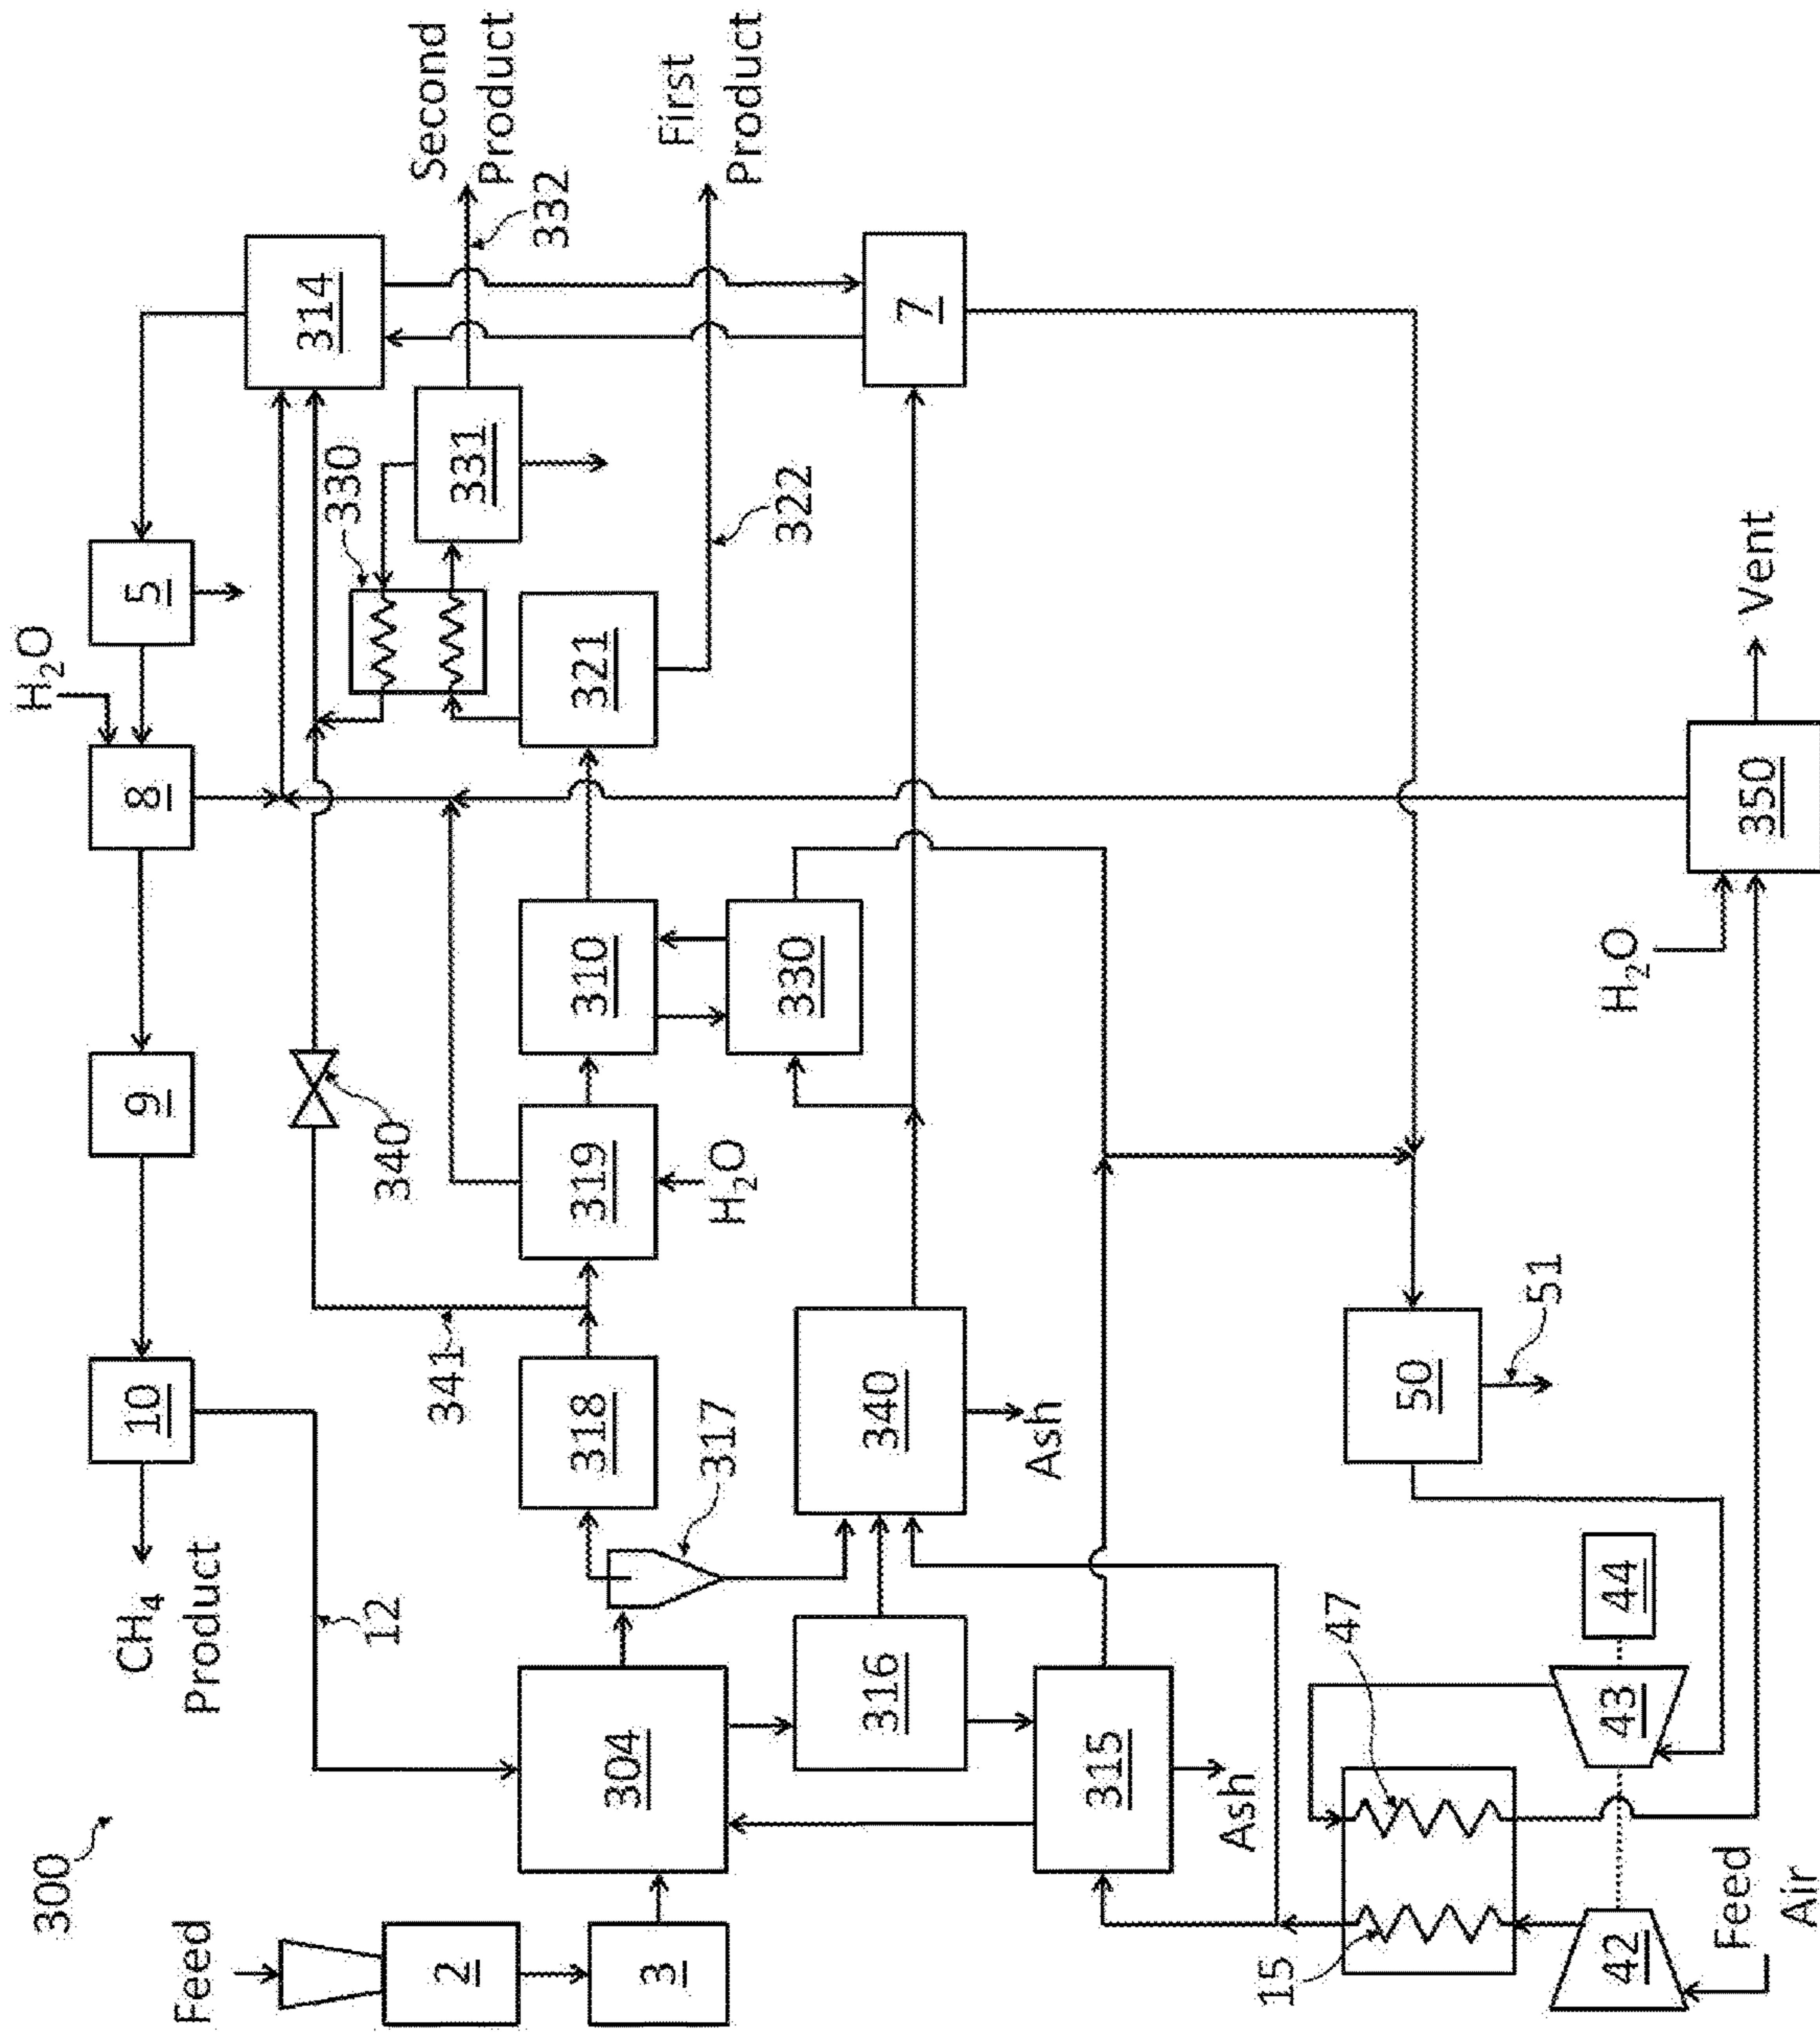 H₂O
300
CH₄
10
9
8
5
Feed
Product
314
330
12
340
Second
341
2
331
Product
332
318
319
310
321
304
3
First
317
H₂O
Product
330
322
316
340
7
Ash
315
Ash
15
47
50
51
42
43
44
H₂O
Feed
350
Vent
Air